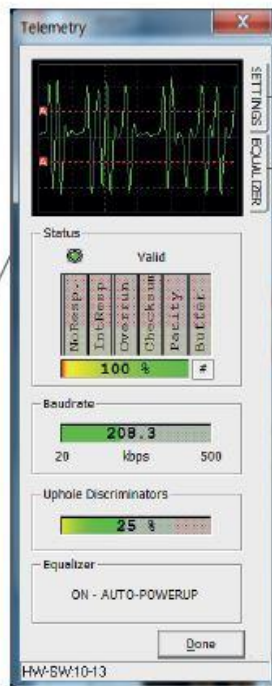 Telemetry
X
SETTINGS
EQUALIZER
A
A
Status
Valid
NoResp.
IntResp
Overrun
Checksum
Parity
Buffer
100 %
#
Baudrate
208.3
20 kbps 500
Uphole Discriminators
25 %
Equalizer
ON - AUTO-POWERUP
Done
HW-SW:10-13